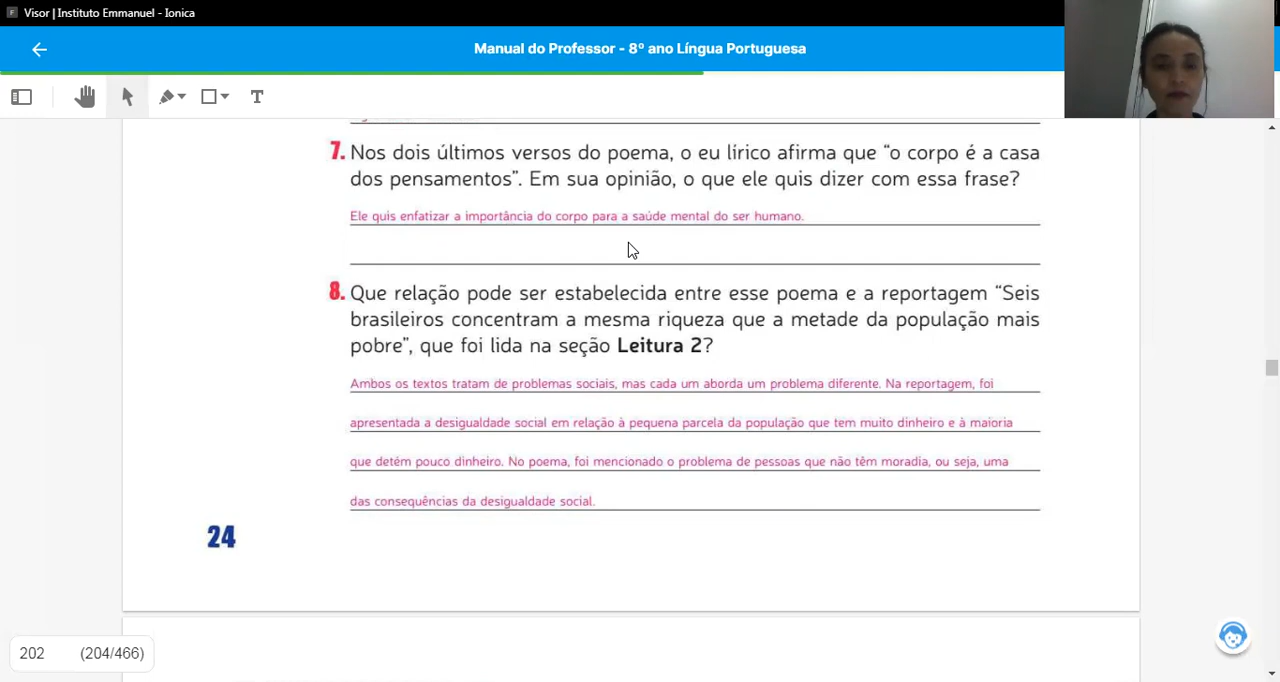 F Visor | Instituto Emmanuel - Ionica
Manual do Professor - 8º ano Língua Portuguesa
T
7. Nos dois últimos versos do poema, o eu lírico afirma que “o corpo é a casa
dos pensamentos”. Em sua opinião, o que ele quis dizer com essa frase?
Ele quis enfatizar a importância do corpo para a saúde mental do ser humano.
8. Que relação pode ser estabelecida entre esse poema e a reportagem “Seis
brasileiros concentram a mesma riqueza que a metade da população mais
pobre”, que foi lida na seção Leitura 2?
Ambos os textos tratam de problemas sociais, mas cada um aborda um problema diferente. Na reportagem, foi
apresentada a desigualdade social em relação à pequena parcela da população que tem muito dinheiro e à maioria
que detém pouco dinheiro. No poema, foi mencionado o problema de pessoas que não têm moradia, ou seja, uma
das consequências da desigualdade social.
24
202 (204/466)